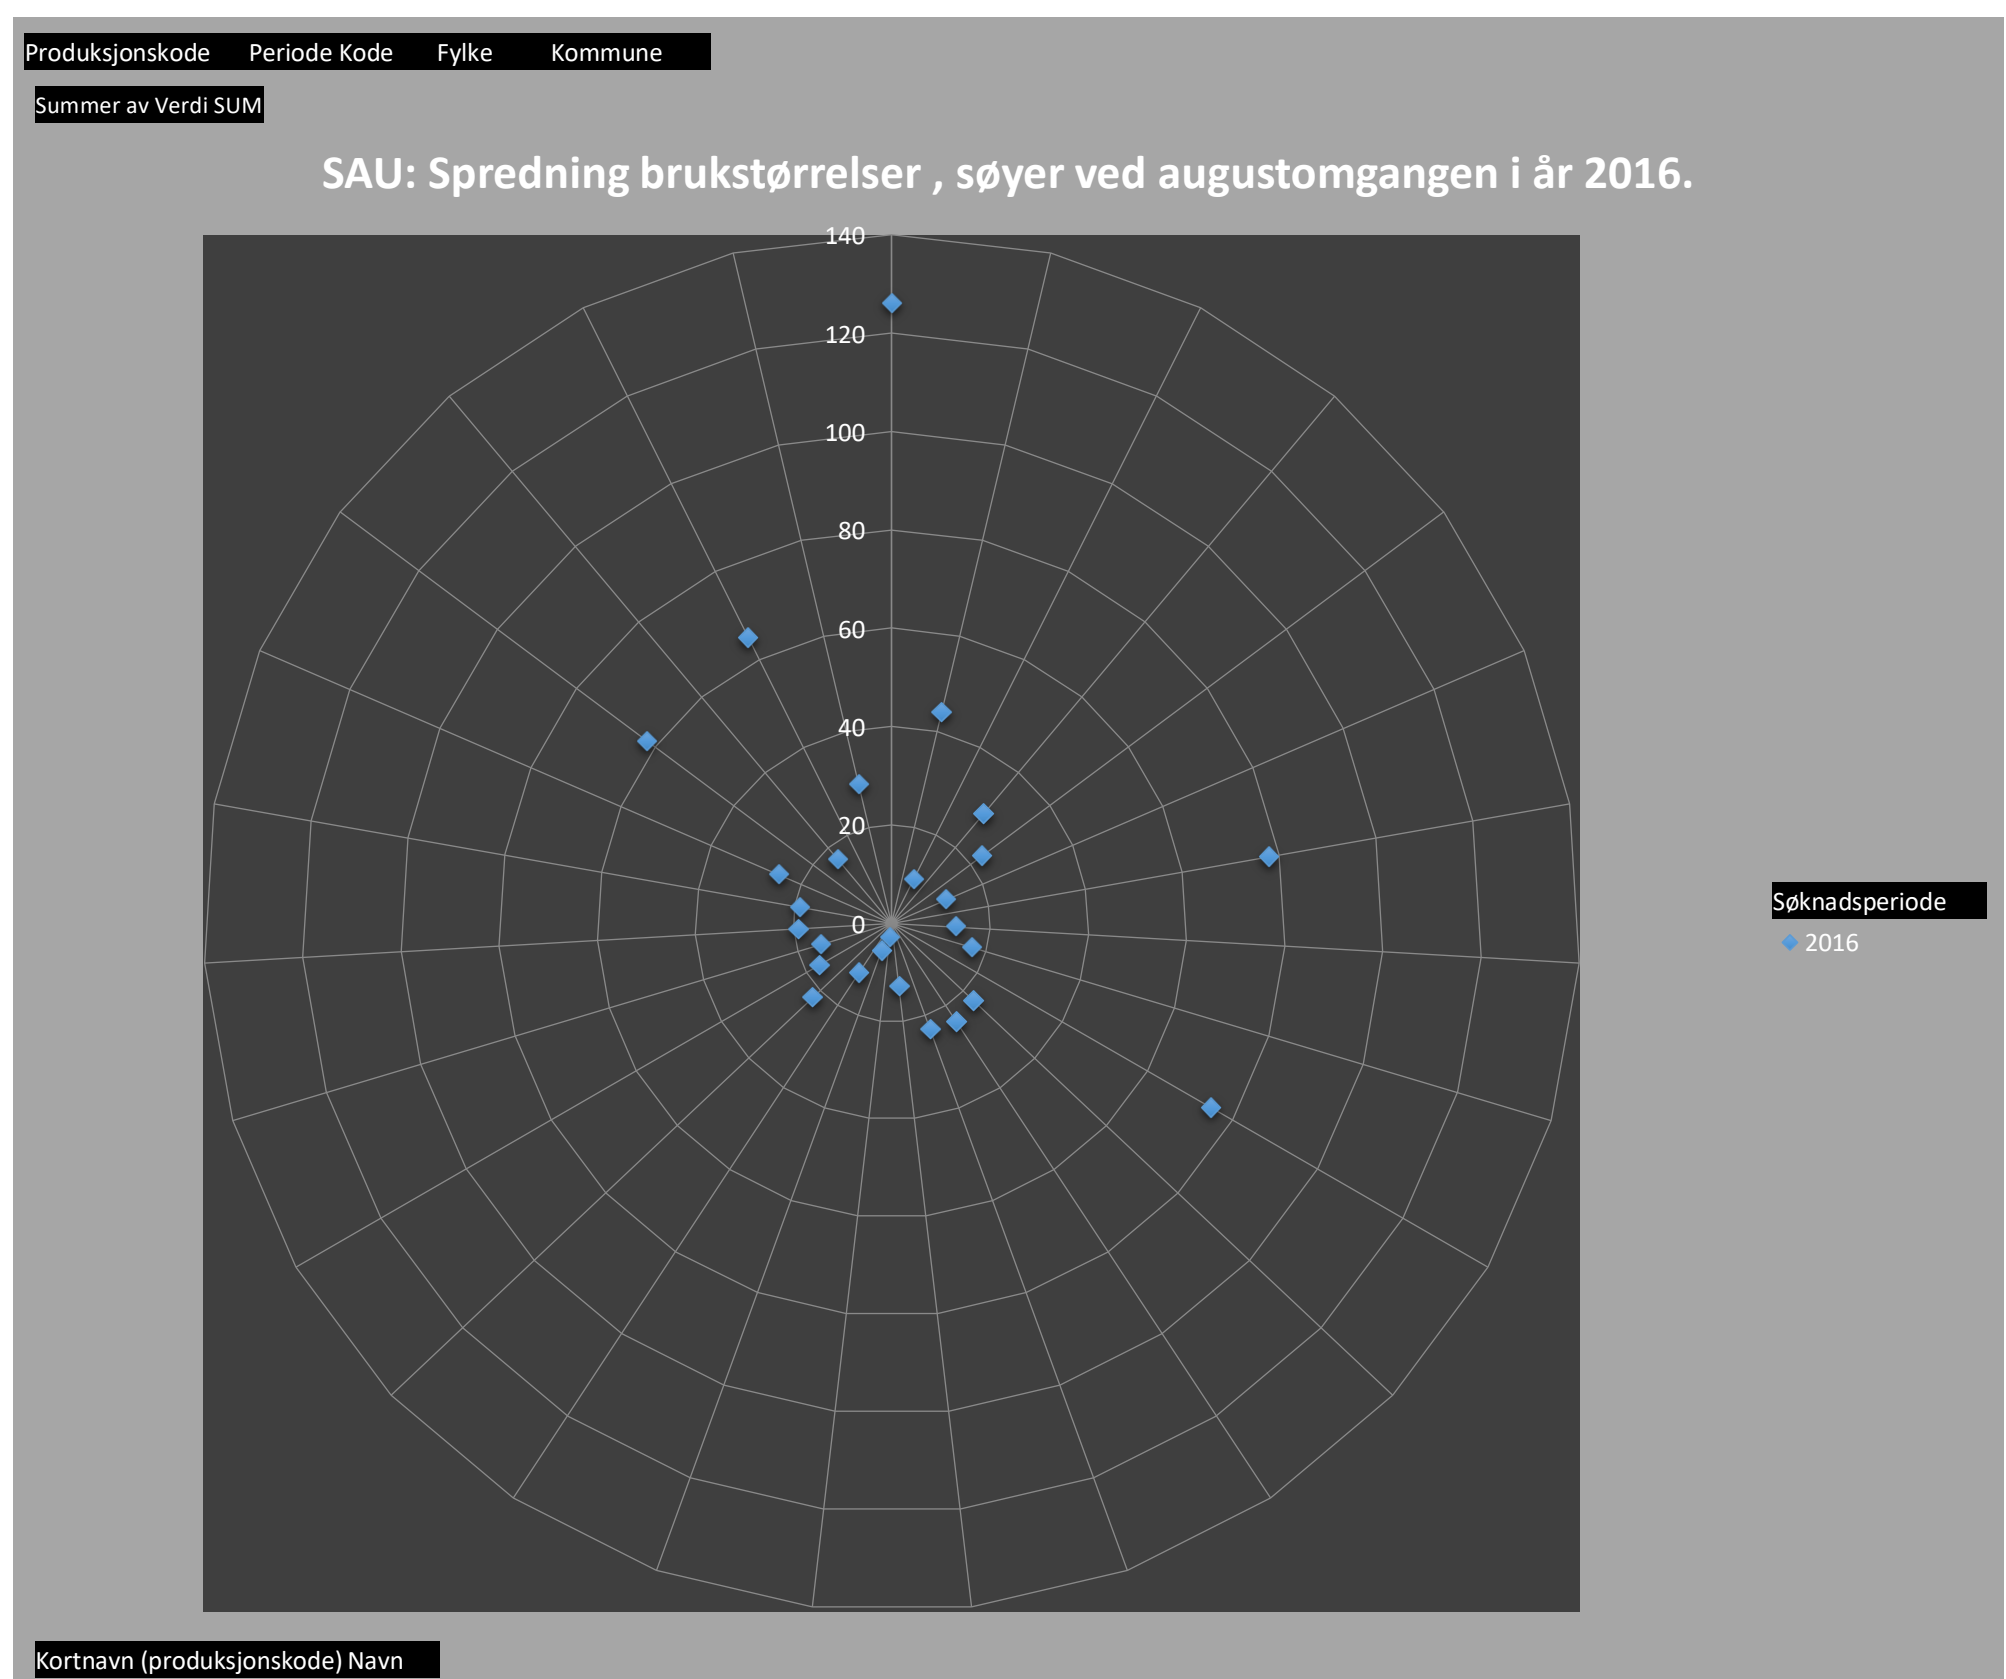 Produksjonskode Periode Kode Fylke Kommune
Summer av Verdi SUM
SAU: Spredning brukstørrelser , søyer ved augustomgangen i år 2016.
140
120
100
80
60
40
20
0
Søknadsperiode
2016
Kortnavn (produksjonskode) Navn